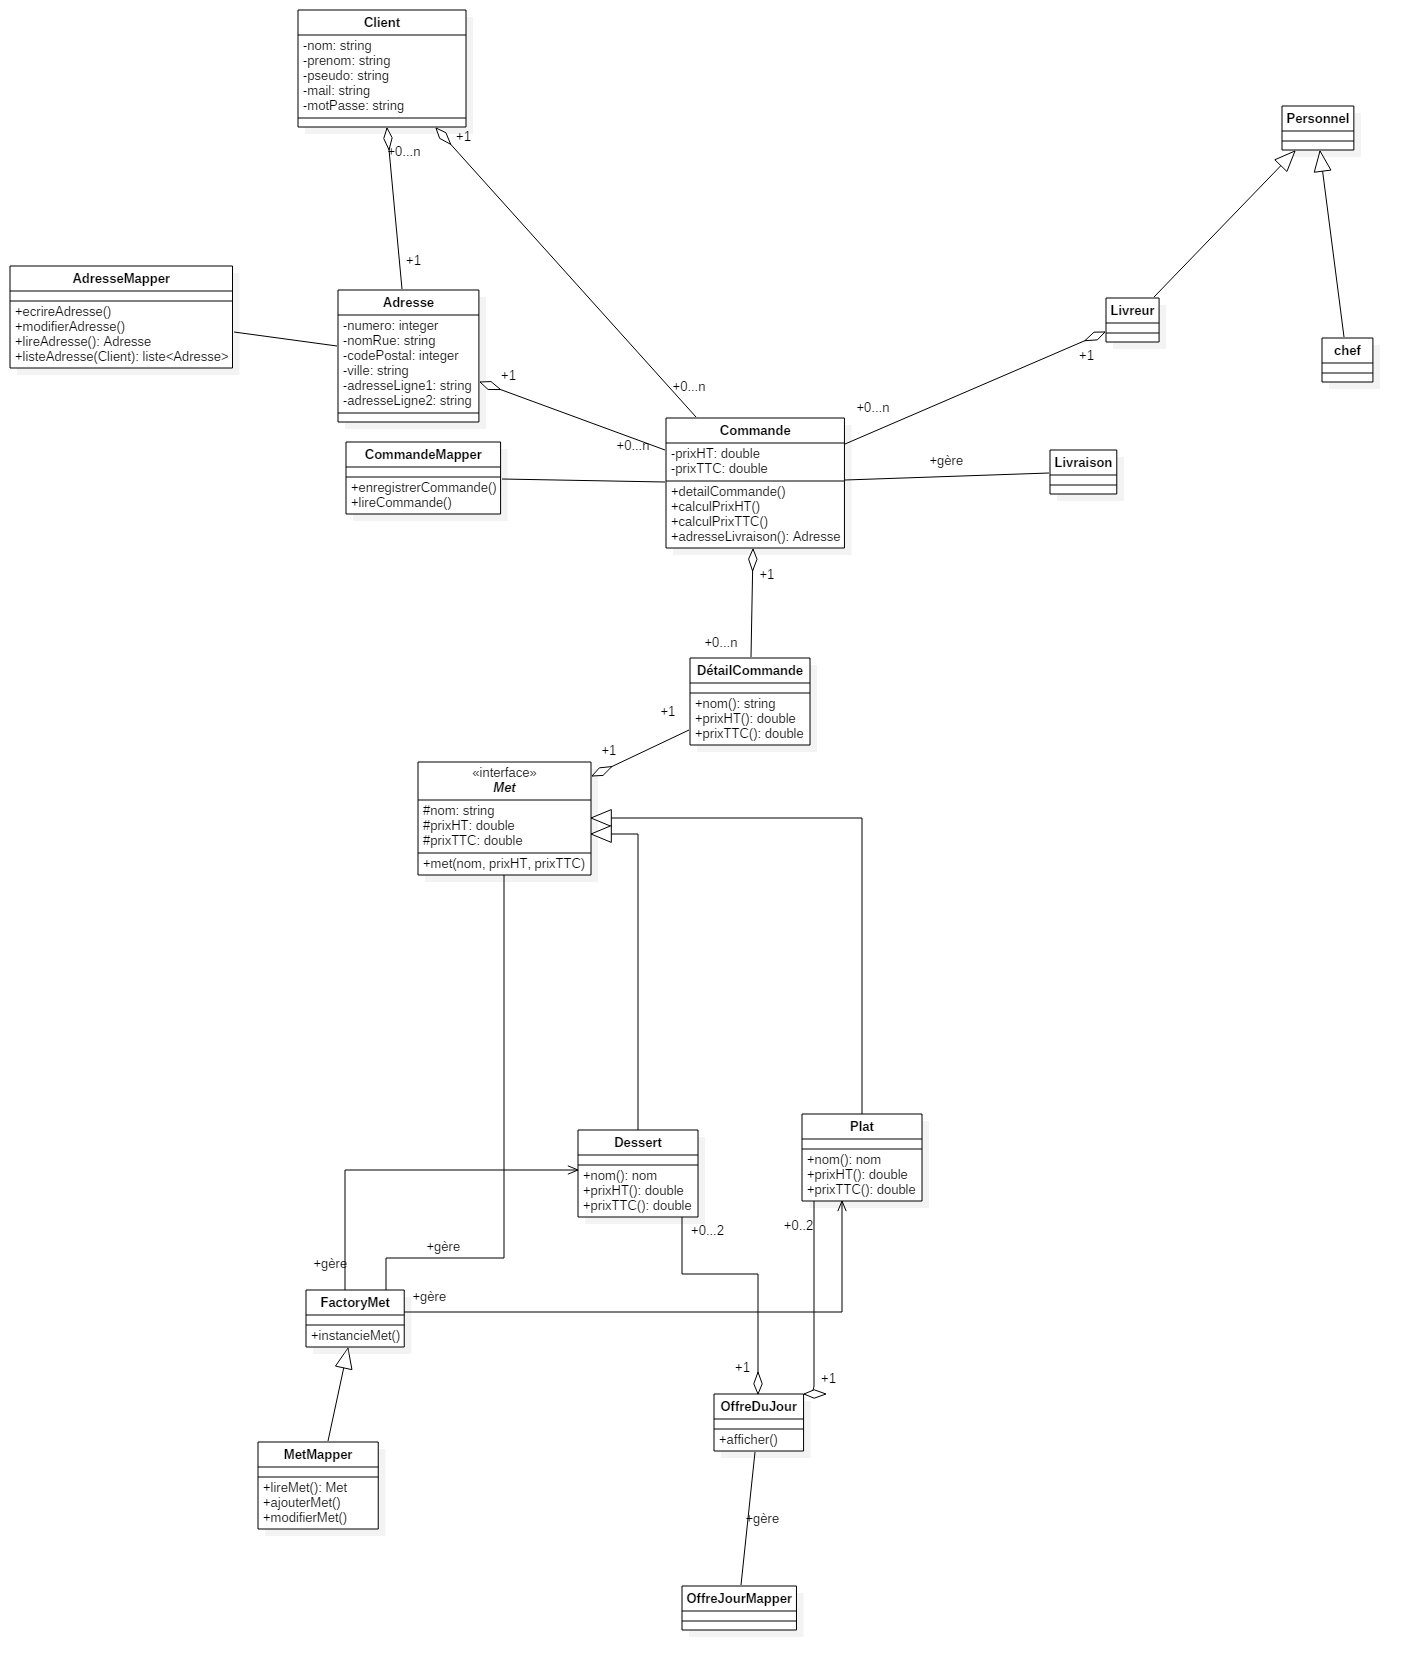 Client
-nom: string
-prenom: string
-pseudo: string
-mail: string
-motPasse: string
+0...n
+1
Personnel
+1
AdresseMapper
+ecrireAdresse()
+modifierAdresse()
+lireAdresse(): Adresse
+listeAdresse(Client): liste<Adresse>
Adresse
-numero: integer
-nomRue: string
-codePostal: integer
-ville: string
-adresseLigne1: string
-adresseLigne2: string
Livreur
chef
+1
+1
+0...n
+0...n
+0...n
CommandeMapper
+enregistrerCommande()
+lireCommande()
Commande
-prixHT: double
-prixTTC: double
+detailCommande()
+calculPrixHT()
+calculPrixTTC()
+adresseLivraison(): Adresse
+gère
Livraison
+1
+0...n
DétailCommande
+nom(): string
+prixHT(): double
+prixTTC(): double
+1
+1
«interface»
Met
#nom: string
#prixHT: double
#prixTTC: double
+met(nom, prixHT, prixTTC)
Dessert
+nom(): nom
+prixHT(): double
+prixTTC(): double
Plat
+nom(): nom
+prixHT(): double
+prixTTC(): double
+0...2
+0..2
+gère
+gère
+gère
FactoryMet
+instancieMet()
+1
+1
OffreDuJour
+afficher()
MetMapper
+lireMet(): Met
+ajouterMet()
+modifierMet()
+gère
OffreJourMapper